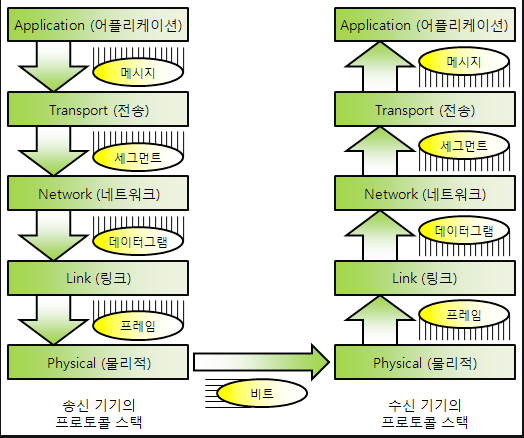 Application (어플리케이션)
메시지
Transport (전송)
세그먼트
Network (네트워크)
데이터그램
Link (링크)
프레임
Physical (물리적)
송신 기기의
프로토콜 스택
비트
Application (어플리케이션)
메시지
Transport (전송)
세그먼트
Network (네트워크)
데이터그램
Link (링크)
프레임
Physical (물리적)
수신 기기의
프로토콜 스택